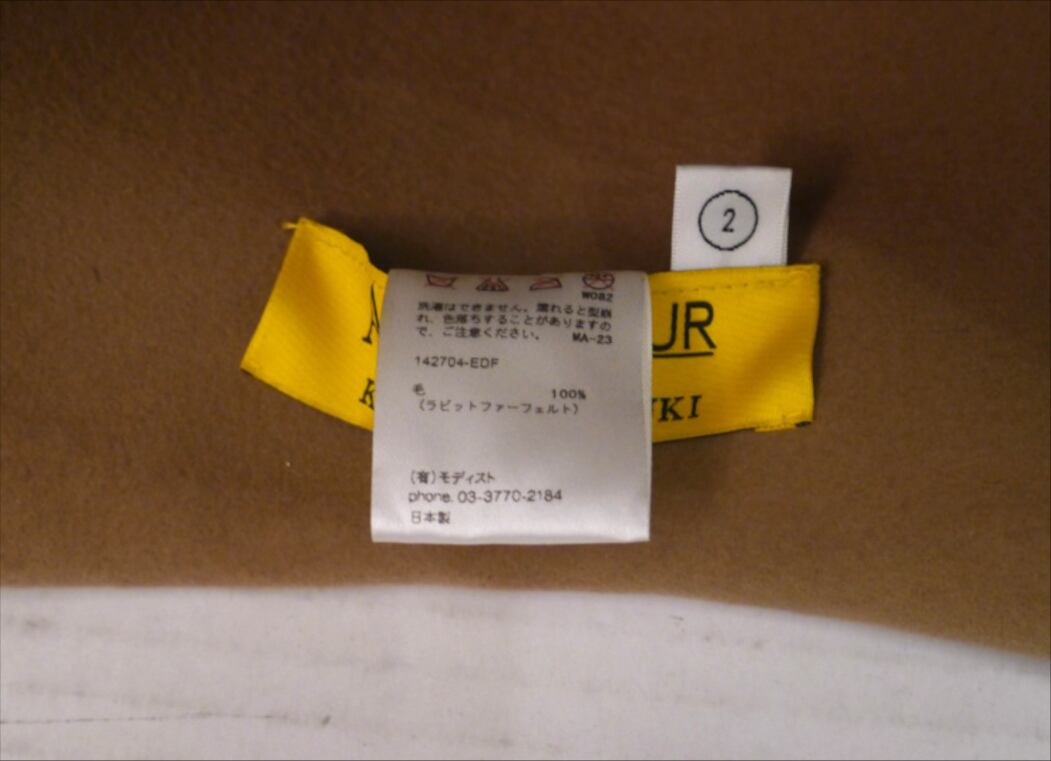 2
UR
W082
洗濯はできません。濡れると型崩
れ、色落ちすることがありますの
で、ご注意ください。 MA-23
142704-EDF
毛 100%
(ラビットファーフェルト)
(有)モディスト
phone. 03-3770-2184
日本製